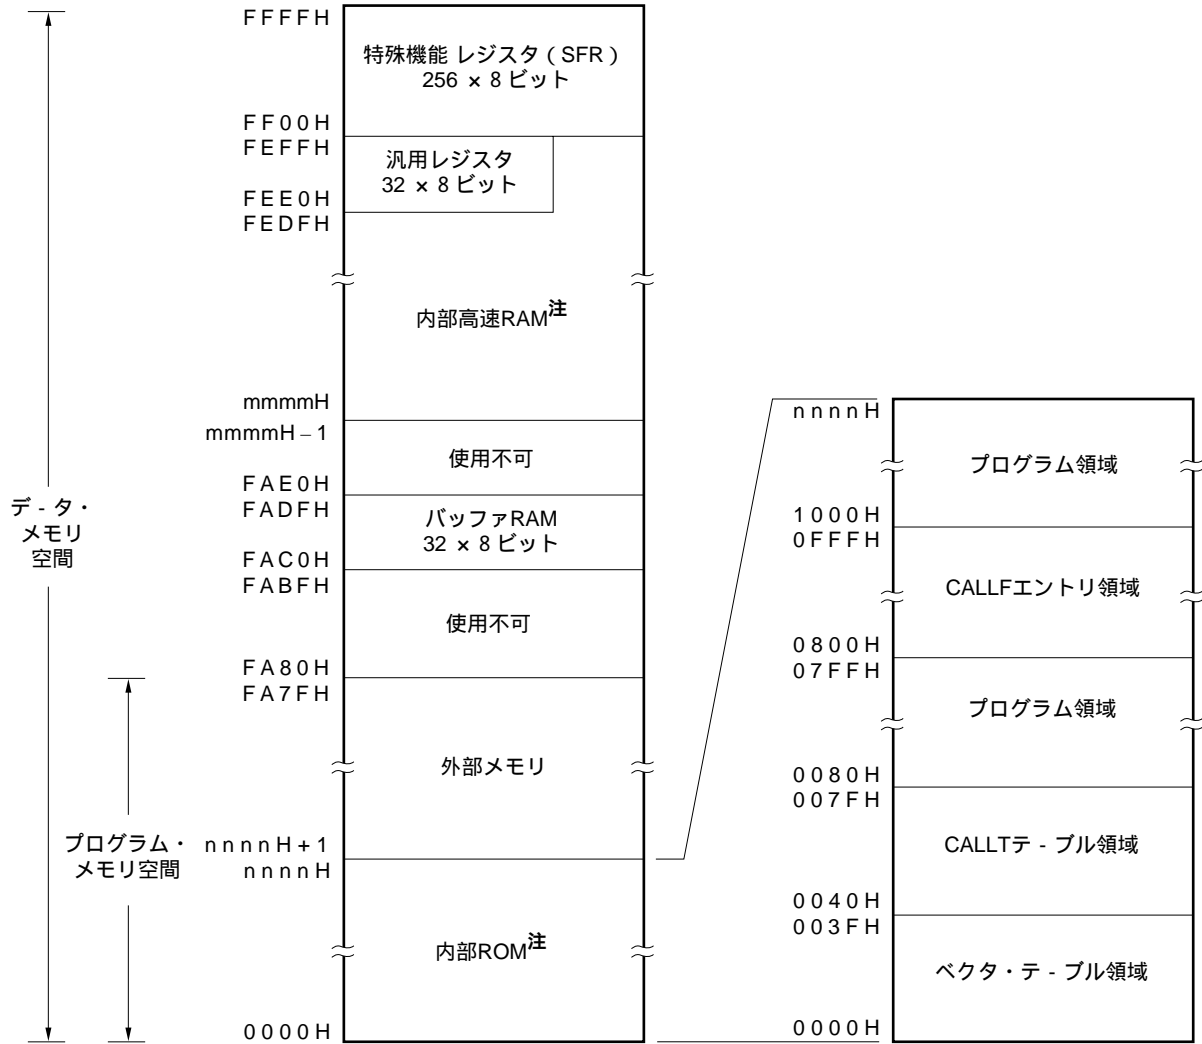 FFFFH
特殊機能 レジスタ ( SFR )
256 × 8 ビット
FF00H
FEFFH
汎用レジスタ
32 × 8 ビット
FEE0H
FEDFH
内部高速RAM注
mmmmH
mmmmH－1
使用不可
FAE0H
FADFH
バッファRAM
32 × 8 ビット
FAC0H
FABFH
使用不可
FA80H
FA7FH
外部メモリ
nnnnH+1
nnnnH
内部ROM注
0000H
デ - タ・
メモリ
空間
プログラム・
メモリ空間
nnnnH
プログラム領域
1000H
0FFFH
CALLFエントリ領域
0800H
07FFH
プログラム領域
0080H
007FH
CALLTテ - ブル領域
0040H
003FH
ベクタ・テ - ブル領域
0000H